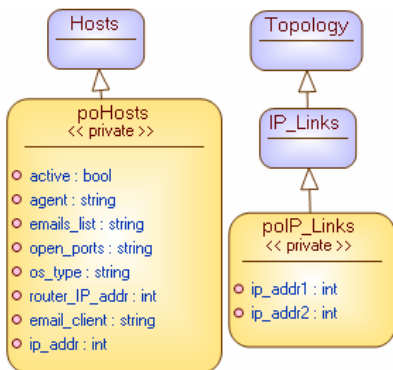 Hosts
poHosts
<< private >>
active : bool
agent : string
emails_list : string
open_ports : string
os_type : string
router_IP_addr : int
email_client : string
ip_addr : int
Topology
IP_Links
poIP_Links
<< private >>
ip_addr1 : int
ip_addr2 : int